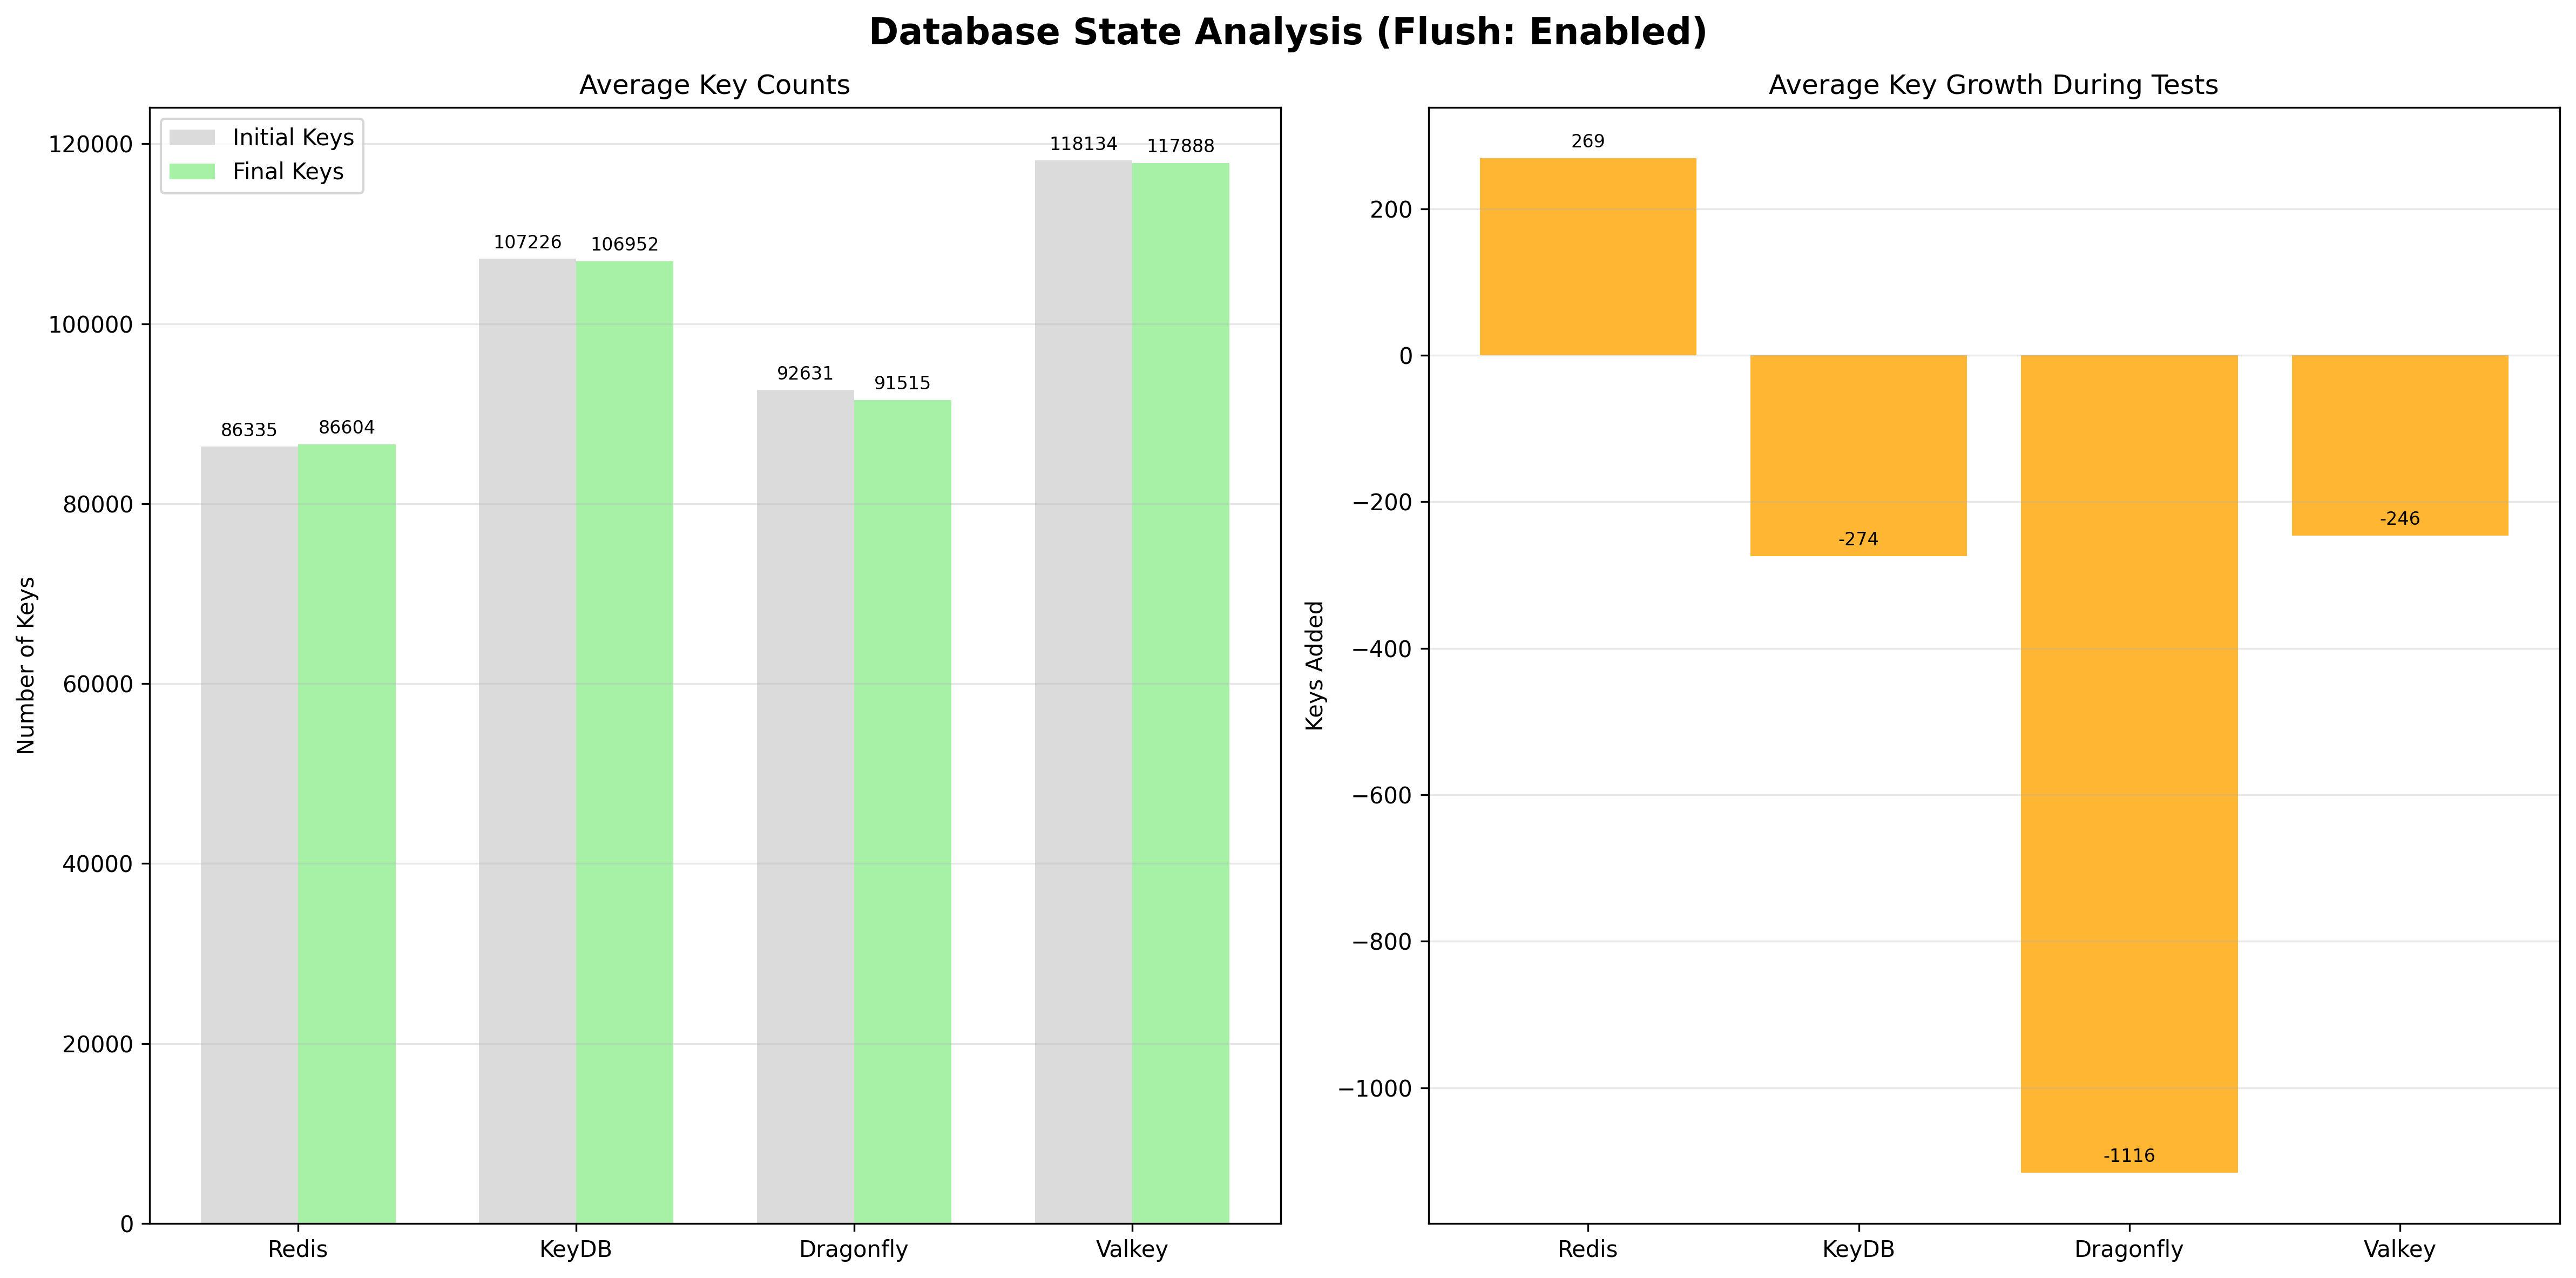 Database State Analysis (Flush: Enabled)
Average Key Counts
Initial Keys
Final Keys
Number of Keys
120000
100000
80000
60000
40000
20000
0
86335
86604
107226
106952
92631
91515
118134
117888
Redis
KeyDB
Dragonfly
Valkey
Average Key Growth During Tests
Keys Added
200
0
−200
−400
−600
−800
−1000
269
-274
-1116
-246
Redis
KeyDB
Dragonfly
Valkey